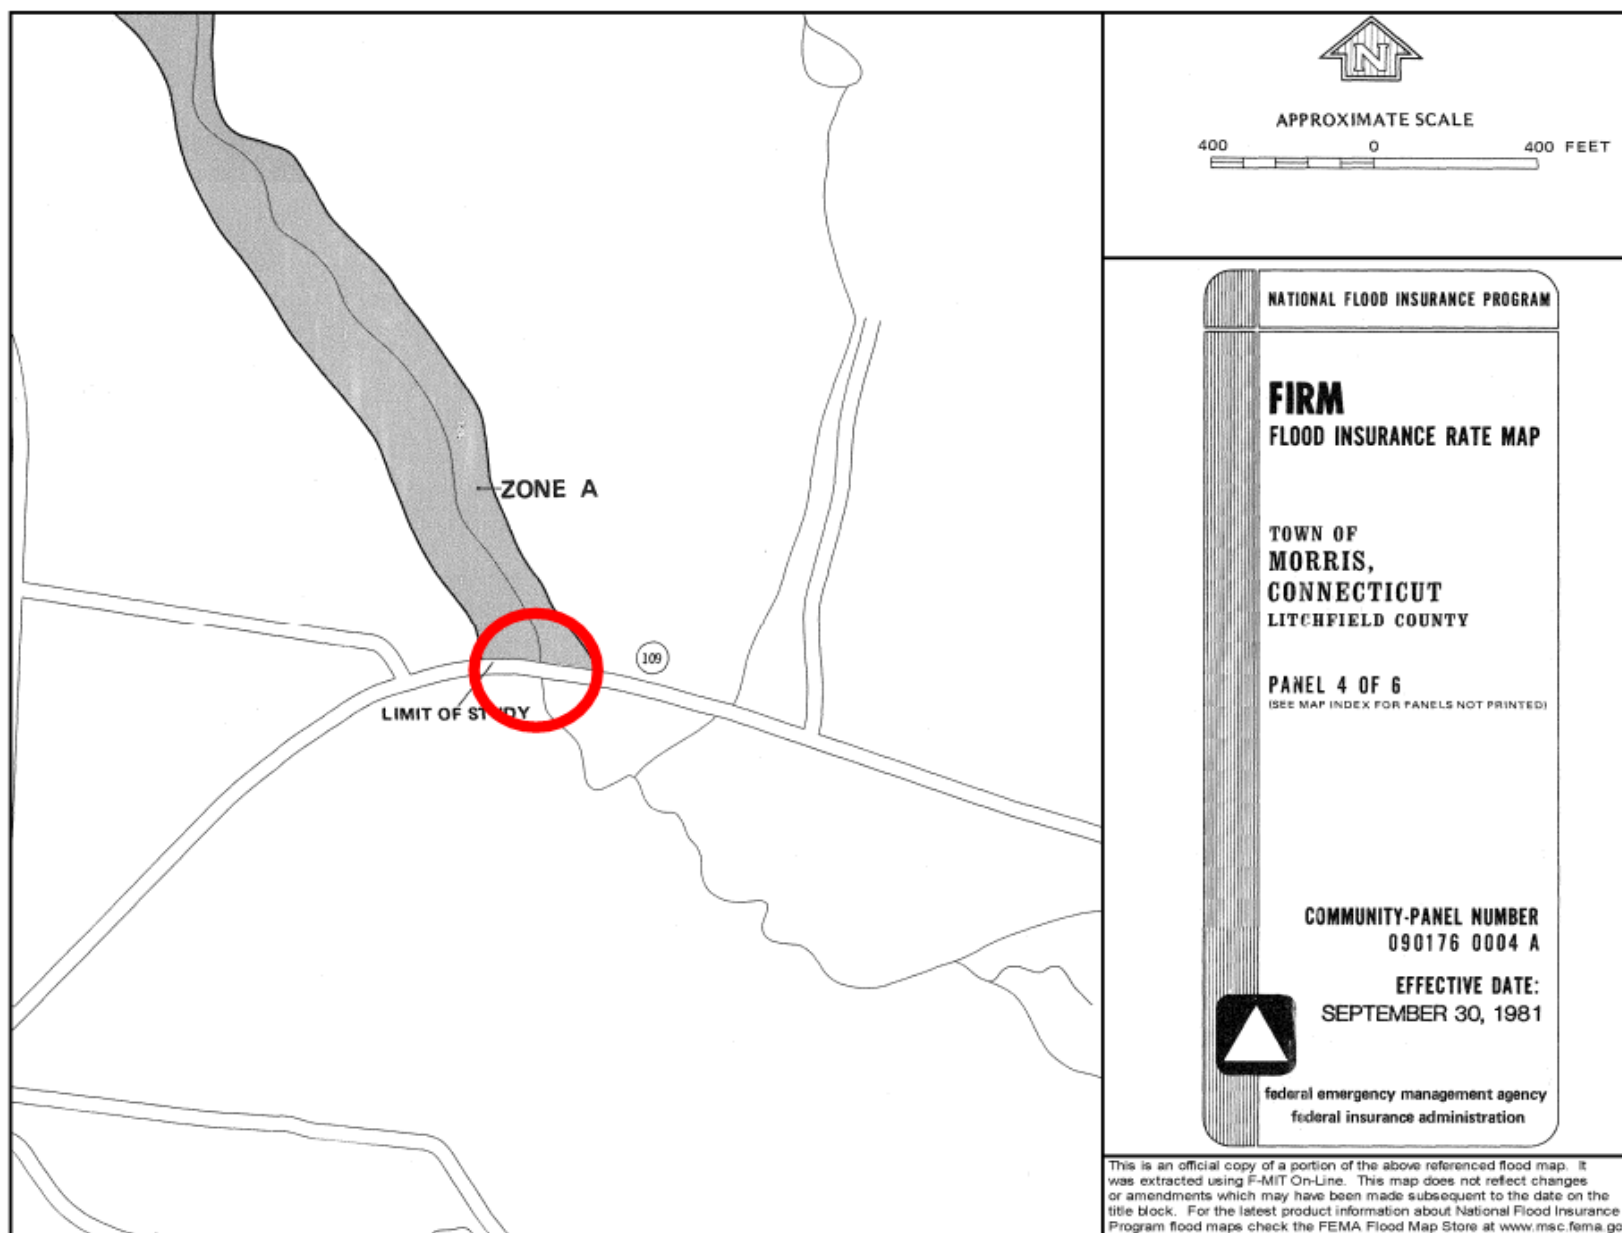 ZONE A
109
LIMIT OF STUDY
N
APPROXIMATE SCALE
400 0 400 FEET
NATIONAL FLOOD INSURANCE PROGRAM
FIRM
FLOOD INSURANCE RATE MAP
TOWN OF
MORRIS,
CONNECTICUT
LITCHFIELD COUNTY
PANEL 4 OF 6
(SEE MAP INDEX FOR PANELS NOT PRINTED)
COMMUNITY-PANEL NUMBER
090176 0004 A
EFFECTIVE DATE:
SEPTEMBER 30, 1981
federal emergency management agency
federal insurance administration
This is an official copy of a portion of the above referenced flood map. It
was extracted using F-MIT On-Line. This map does not reflect changes
or amendments which may have been made subsequent to the date on the
title block. For the latest product information about National Flood Insurance
Program flood maps check the FEMA Flood Map Store at www.msc.fema.go